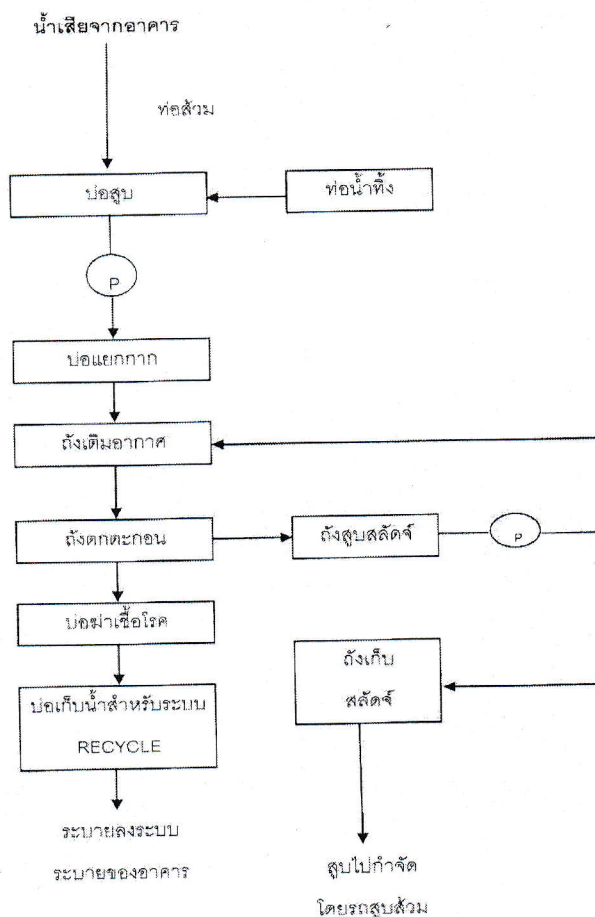 น้ำเสียจากอาคาร
ท่อส้วม
บ่อสูบ
ท่อน้ำทิ้ง
P
บ่อแยกกาก
ถังเติมอากาศ
ถังตกตะกอน
ถังสูบสลัดจ์
P
บ่อฆ่าเชื้อโรค
ถังเก็บ
สลัดจ์
บ่อเก็บน้ำสำหรับระบบ
RECYCLE
ระบายลงระบบ
ระบายของอาคาร
สูบไปกำจัด
โดยรถสูบส้วม